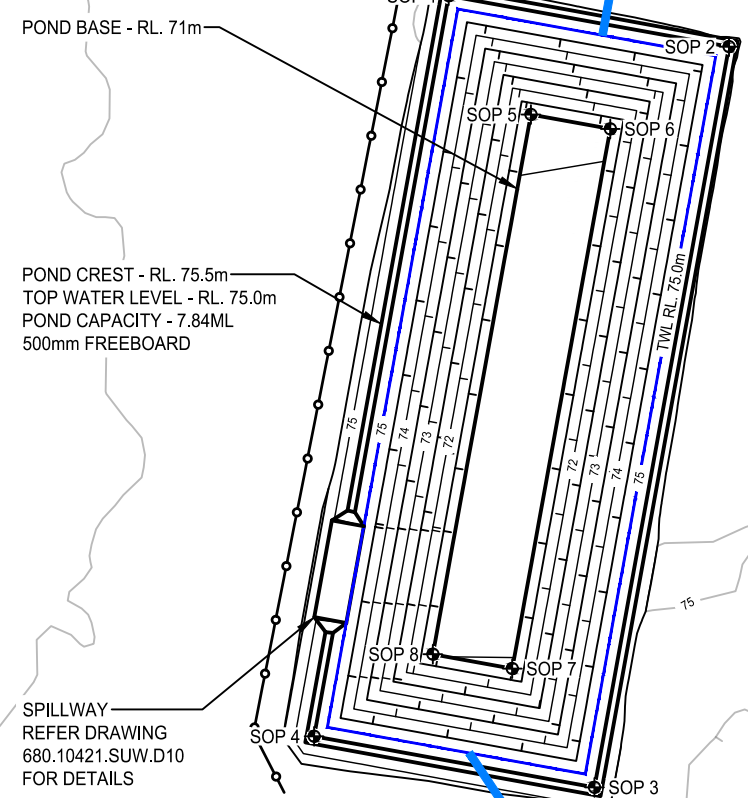 POND BASE - RL. 71m
SOP 2
SOP 5
SOP 6
POND CREST - RL. 75.5m
TOP WATER LEVEL - RL. 75.0m
POND CAPACITY - 7.84ML
500mm FREEBOARD
TWL RL. 75.0m
75
75
74
73
72
72
73
74
75
75
SOP 8
SOP 7
SPILLWAY
REFER DRAWING
680.10421.SUW.D10
FOR DETAILS
SOP 4
SOP 3